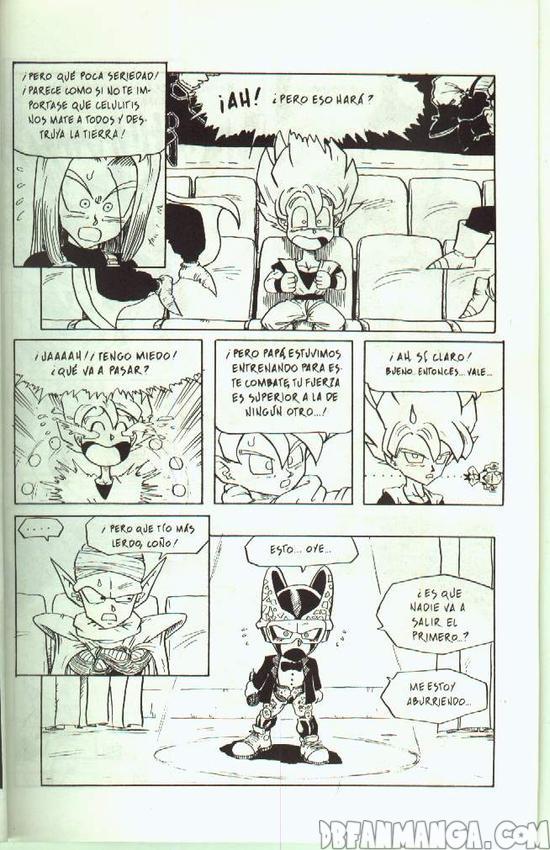 ¡PERO QUÉ POCA SERIEDAD!
¡PARECE COMO SI NO TE IM-
PORTASE QUE CELULITIS
NOS MATE A TODOS Y DES-
TRUYA LA TIERRA!
¡AH! ¿PERO ESO HARÁ?
¡JAAAAH! ¡TENGO MIEDO!
¿QUÉ VA A PASAR?
¡PERO PAPÁ, ESTUVIMOS
ENTRENANDO PARA ES-
TE COMBATE, TU FUERZA
ES SUPERIOR A LA DE
NINGÚN OTRO...!
¡AH, SÍ, CLARO!
BUENO, ENTONCES... VALE...
....
¡PERO QUE TÍO MÁS
LERDO, COÑO!
ESTO... OYE...
¿ES QUE
NADIE VA A
SALIR EL
PRIMERO..?
ME ESTOY
ABURRIENDO...
DBFANMANGA.COM